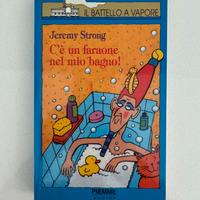 IL BATTELLO A VAPORE
Jeremy Strong
C'è un faraone
nel mio bagno!
PIEMME